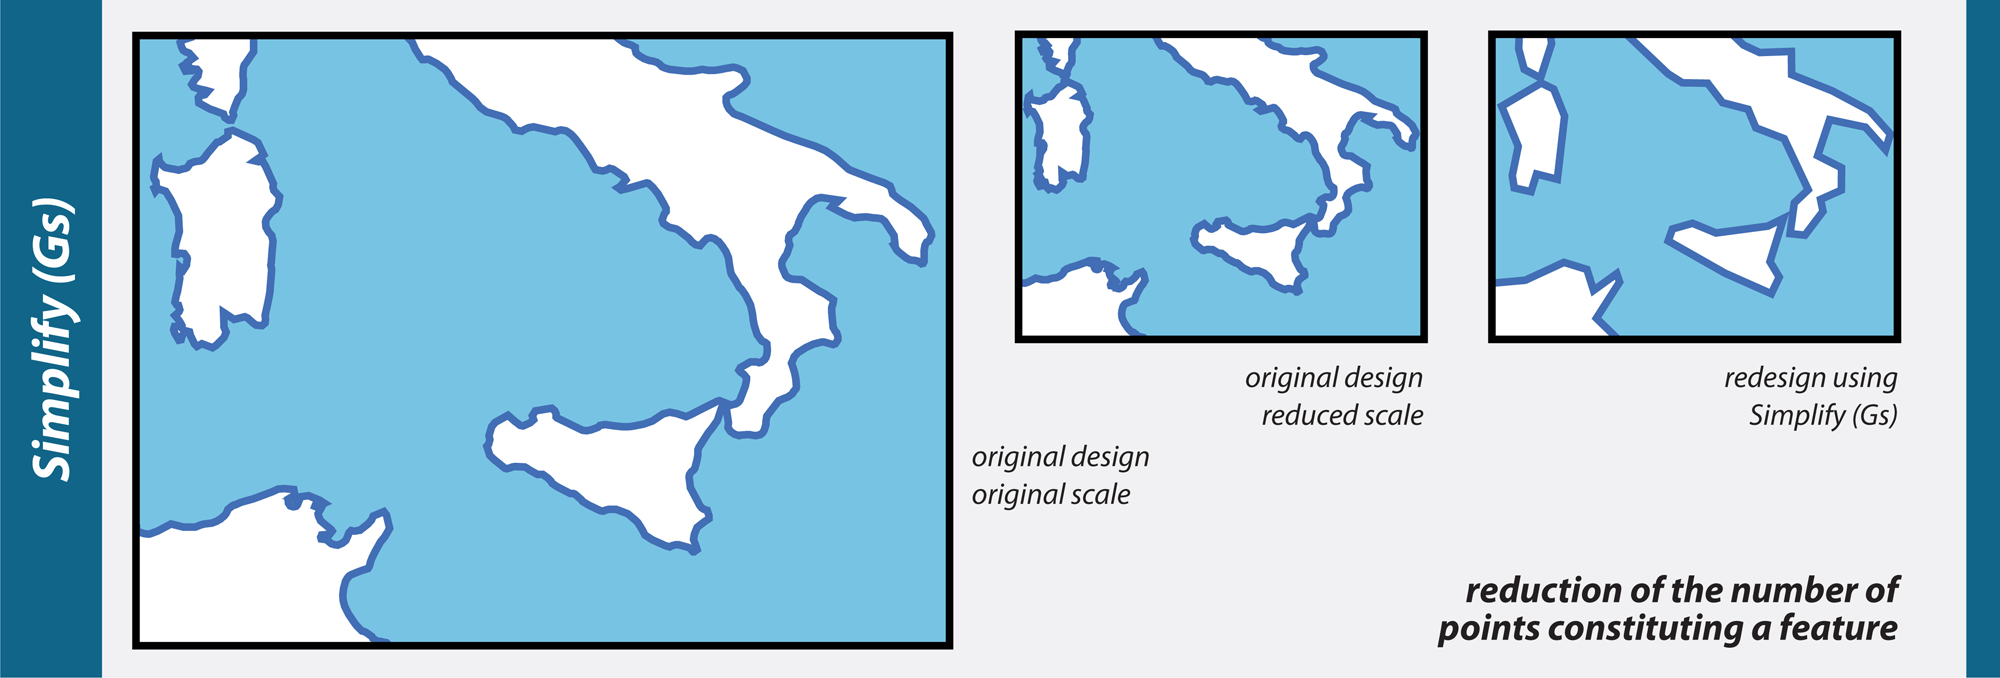 Simplify (Gs)
original design
original scale
original design
reduced scale
redesign using
Simplify (Gs)
reduction of the number of
points constituting a feature